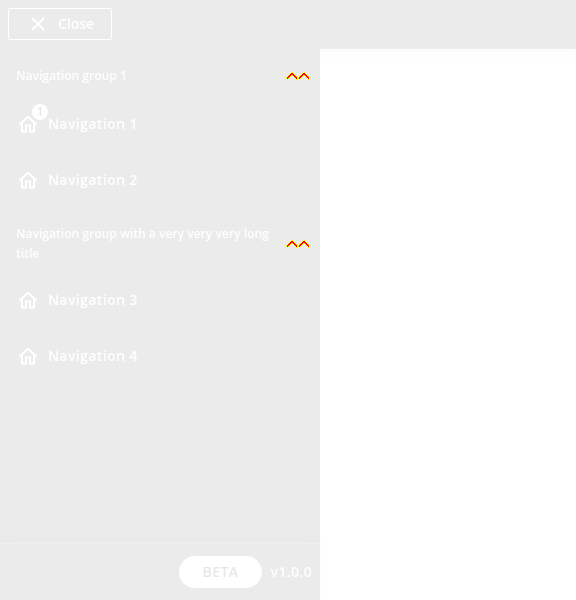 Close
Navigation group 1
1
Navigation 1
Navigation 2
Navigation group with a very very very long
title
Navigation 3
Navigation 4
BETA v1.0.0